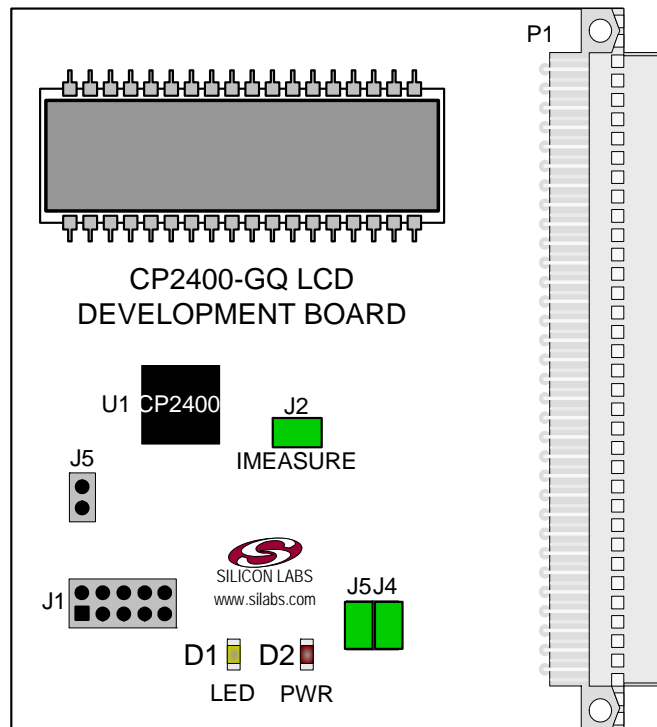 P1
CP2400-GQ LCD
DEVELOPMENT BOARD
U1
CP2400
J2
IMEASURE
J5
SILICON LABS
www.silabs.com
J1
J5 J4
D1
D2
LED
PWR